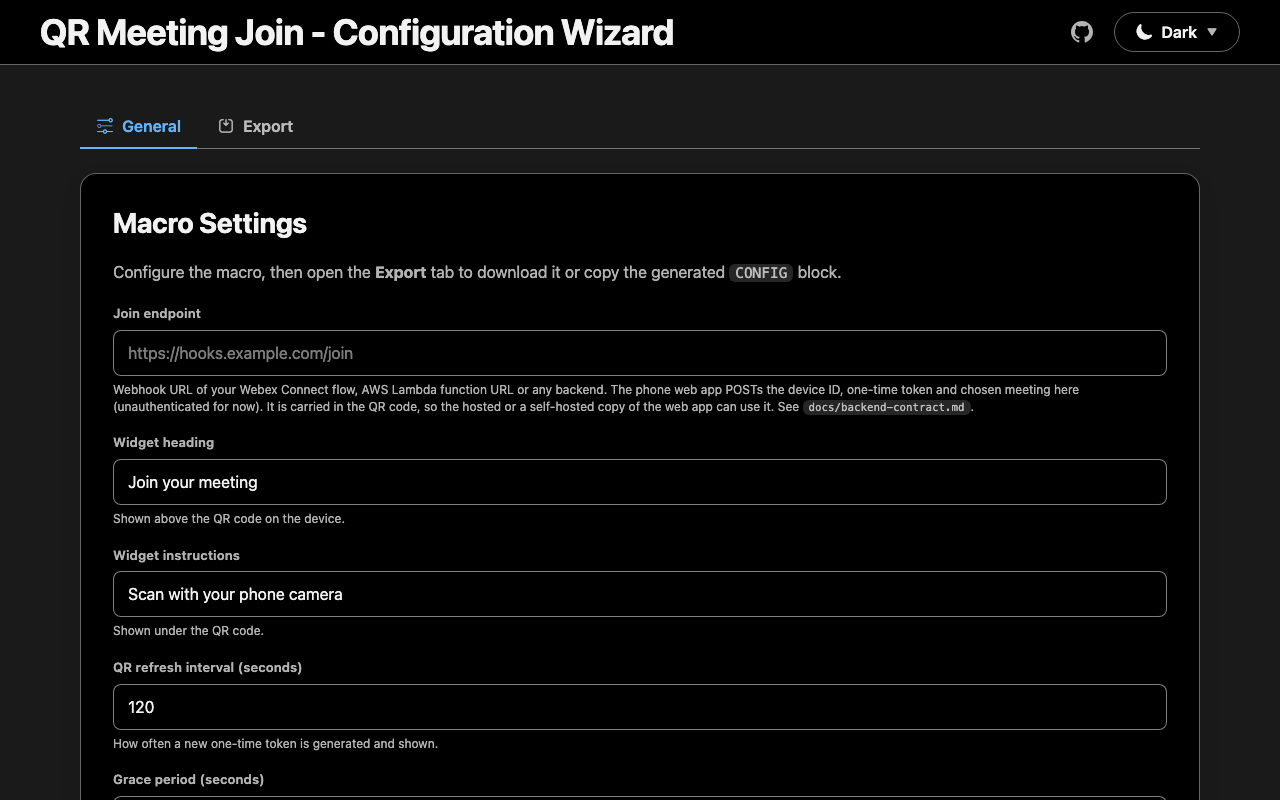 QR Meeting Join - Configuration Wizard
Dark
General
Export
Macro Settings
Configure the macro, then open the Export tab to download it or copy the generated CONFIG block.
Join endpoint
https://hooks.example.com/join
Webhook URL of your Webex Connect flow, AWS Lambda function URL or any backend. The phone web app POSTs the device ID, one-time token and chosen meeting here
(unauthenticated for now). It is carried in the QR code, so the hosted or a self-hosted copy of the web app can use it. See docs/backend-contract.md.
Widget heading
Join your meeting
Shown above the QR code on the device.
Widget instructions
Scan with your phone camera
Shown under the QR code.
QR refresh interval (seconds)
120
How often a new one-time token is generated and shown.
Grace period (seconds)